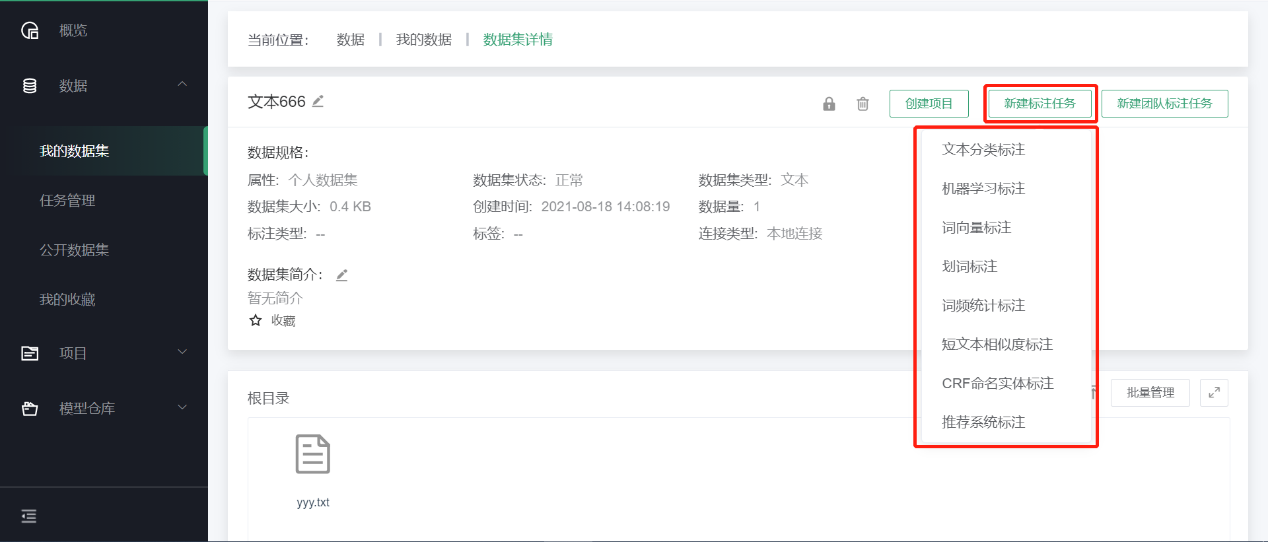 概览
数据
我的数据集
任务管理
公开数据集
我的收藏
项目
模型仓库
当前位置： 数据 | 我的数据 | 数据集详情
文本666
创建项目 新建标注任务 新建团队标注任务
数据规格：
属性: 个人数据集 数据集状态: 正常 数据集类型: 文本
数据集大小: 0.4 KB 创建时间: 2021-08-18 14:08:19 数据量: 1
标注类型: -- 标签: -- 连接类型: 本地连接
数据集简介：
暂无简介
收藏
文本分类标注
机器学习标注
词向量标注
划词标注
词频统计标注
短文本相似度标注
CRF命名实体标注
推荐系统标注
根目录
批量管理
yyy.txt